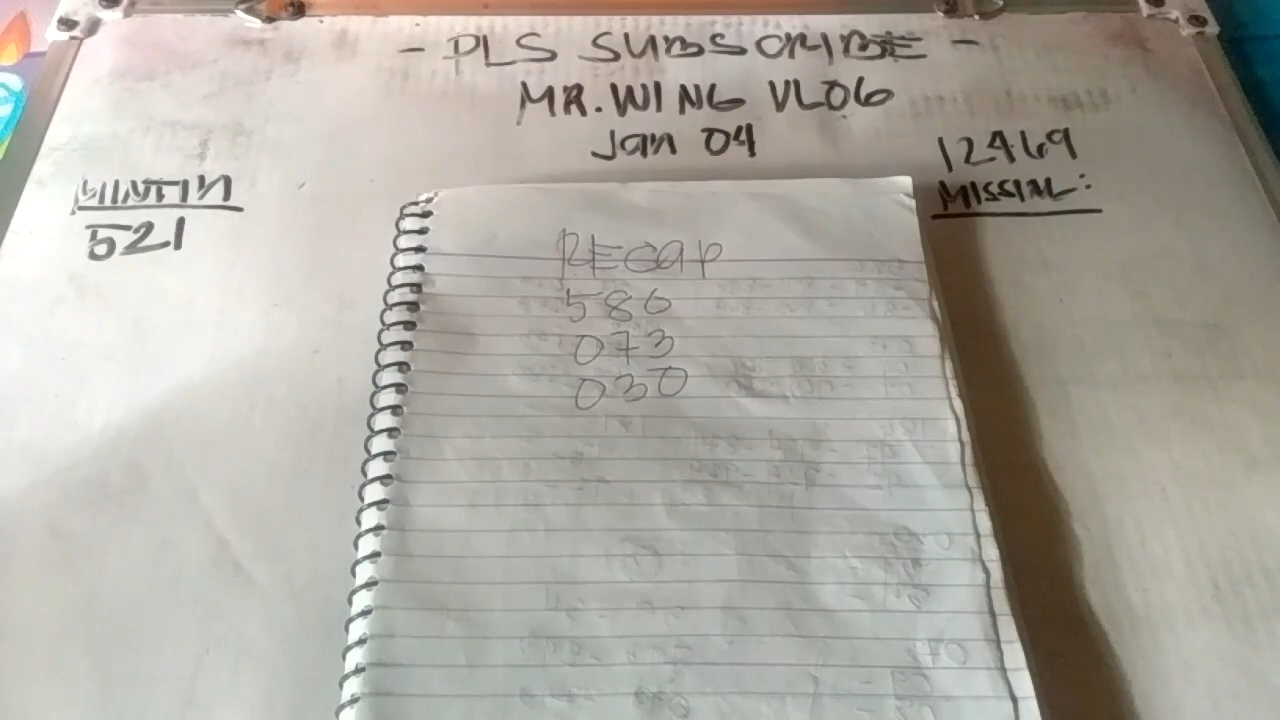 - PLS SUBSCRIBE -
MR. WING VLOG
Jan 04
12469
MISSING:
521
RECAP
586
073
030